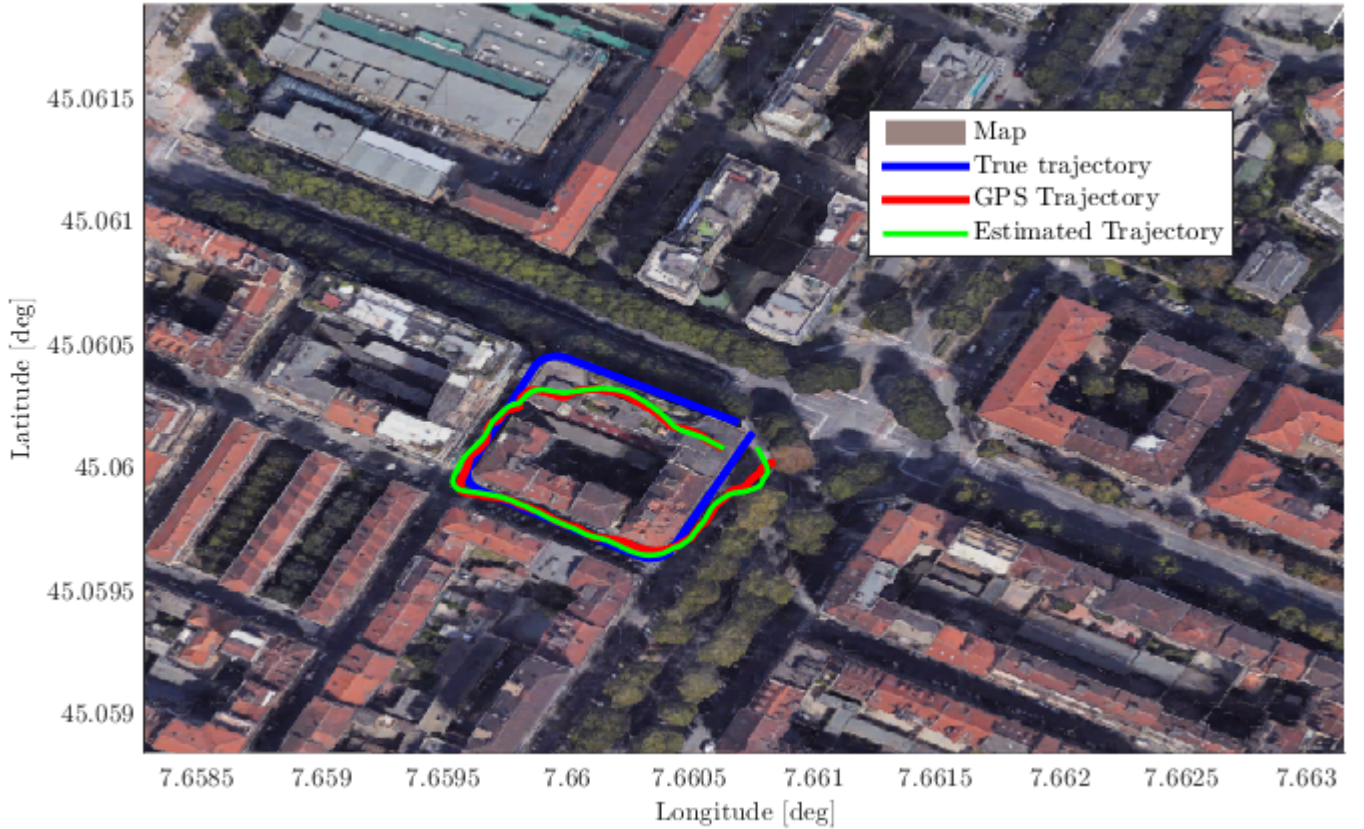 45.0615
45.061
45.0605
45.06
45.0595
45.059
Latitude [deg]
Map
True trajectory
GPS Trajectory
Estimated Trajectory
7.6585 7.659 7.6595 7.66 7.6605 7.661 7.6615 7.662 7.6625 7.663
Longitude [deg]